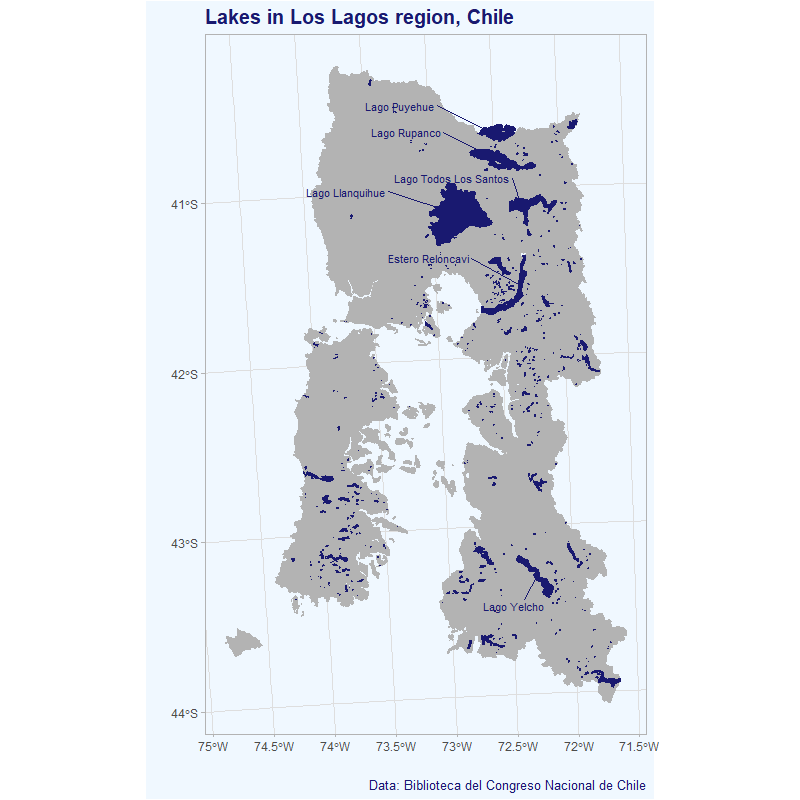 Lakes in Los Lagos region, Chile
Lago Puyehue
Lago Rupanco
Lago Todos Los Santos
Lago Llanquihue
41°S
Estero Reloncavi
42°S
43°S
Lago Yelcho
44°S
75°W 74.5°W 74°W 73.5°W 73°W 72.5°W 72°W 71.5°W
Data: Biblioteca del Congreso Nacional de Chile